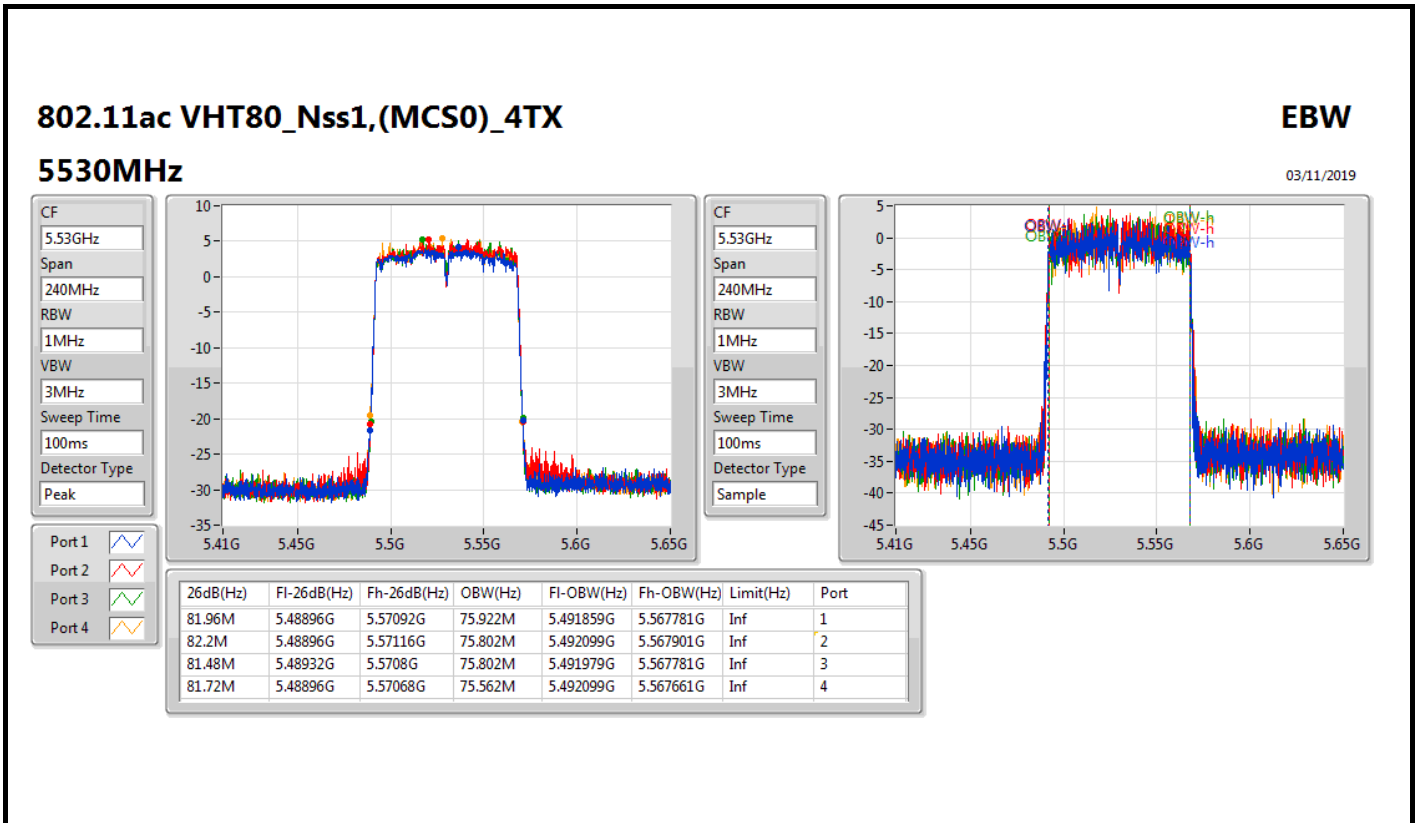 802.11ac VHT80_Nss1,(MCS0)_4TX
EBW
5530MHz
03/11/2019
CF
5.53GHz
Span
240MHz
RBW
1MHz
VBW
3MHz
Sweep Time
100ms
Detector Type
Peak
10
5
0
-5
-10
-15
-20
-25
-30
-35
5.41G 5.45G 5.5G 5.55G 5.6G 5.65G
CF
5.53GHz
Span
240MHz
RBW
1MHz
VBW
3MHz
Sweep Time
100ms
Detector Type
Sample
5
0
-5
-10
-15
-20
-25
-30
-35
-40
-45
5.41G 5.45G 5.5G 5.55G 5.6G 5.65G
OBW-h
Port 1
Port 2
Port 3
Port 4
26dB(Hz) Fl-26dB(Hz) Fh-26dB(Hz) OBW(Hz) Fl-OBW(Hz) Fh-OBW(Hz) Limit(Hz) Port
81.96M 5.48896G 5.57092G 75.922M 5.491859G 5.567781G Inf 1
82.2M 5.48896G 5.57116G 75.802M 5.492099G 5.567901G Inf 2
81.48M 5.48932G 5.5708G 75.802M 5.491979G 5.567781G Inf 3
81.72M 5.48896G 5.57068G 75.562M 5.492099G 5.567661G Inf 4